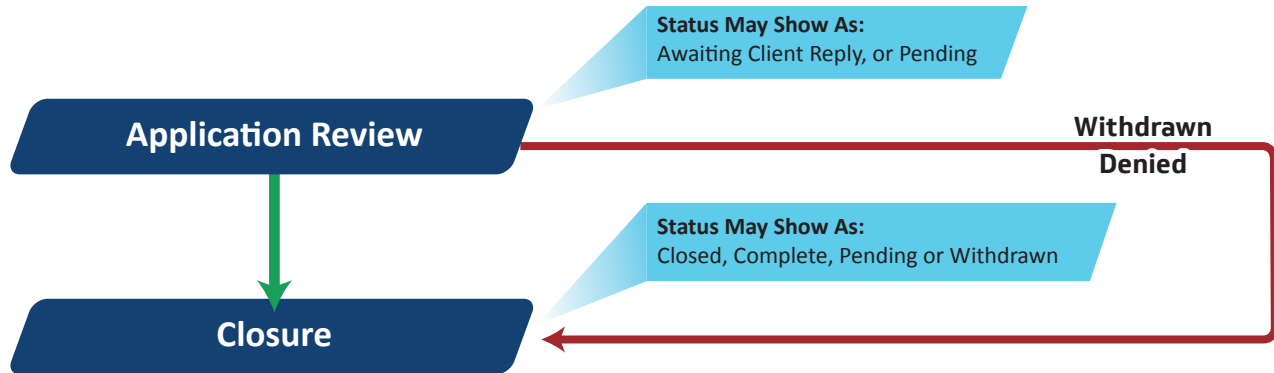 Status May Show As:
Awaiting Client Reply, or Pending
Application Review
Withdrawn
Denied
Status May Show As:
Closed, Complete, Pending or Withdrawn
Closure